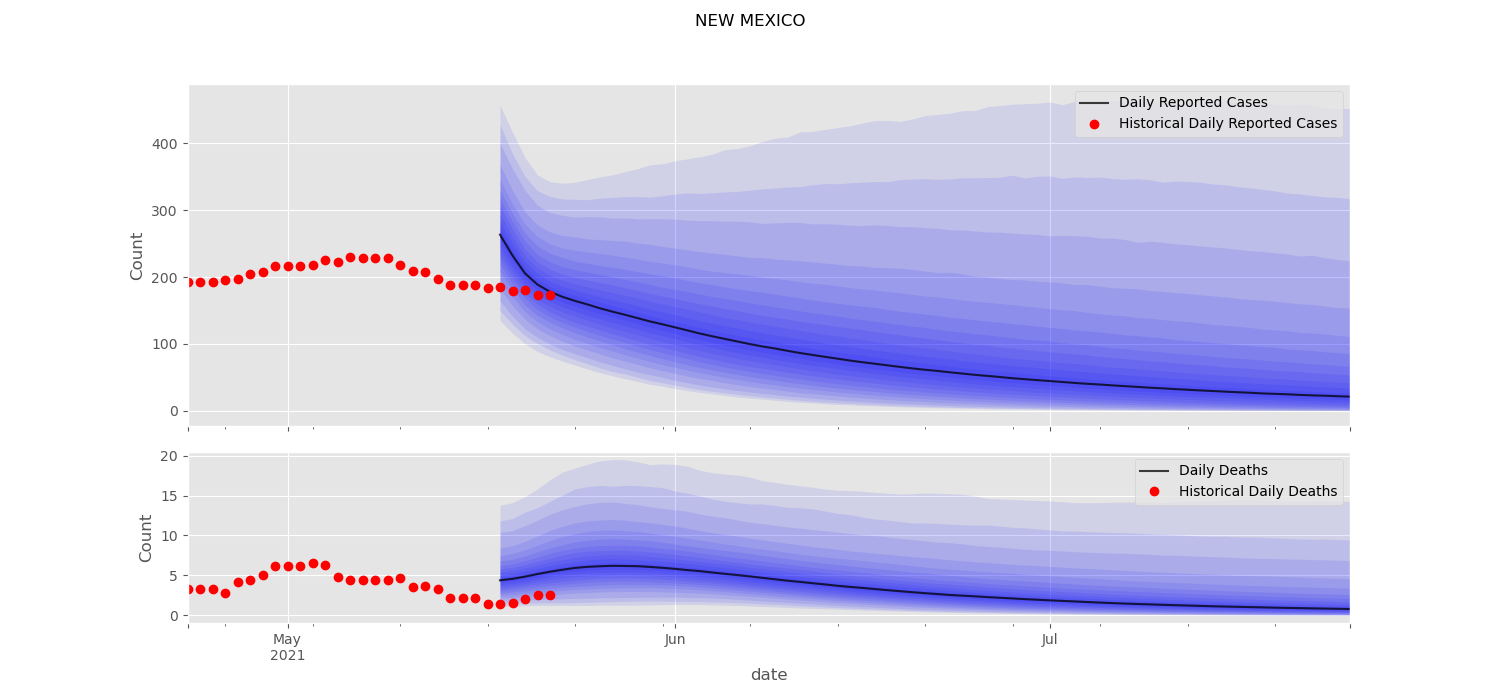 NEW MEXICO
Daily Reported Cases
Historical Daily Reported Cases
400
300
200
100
0
Count
Daily Deaths
Historical Daily Deaths
20
15
10
5
0
Count
May
2021
Jun
Jul
date